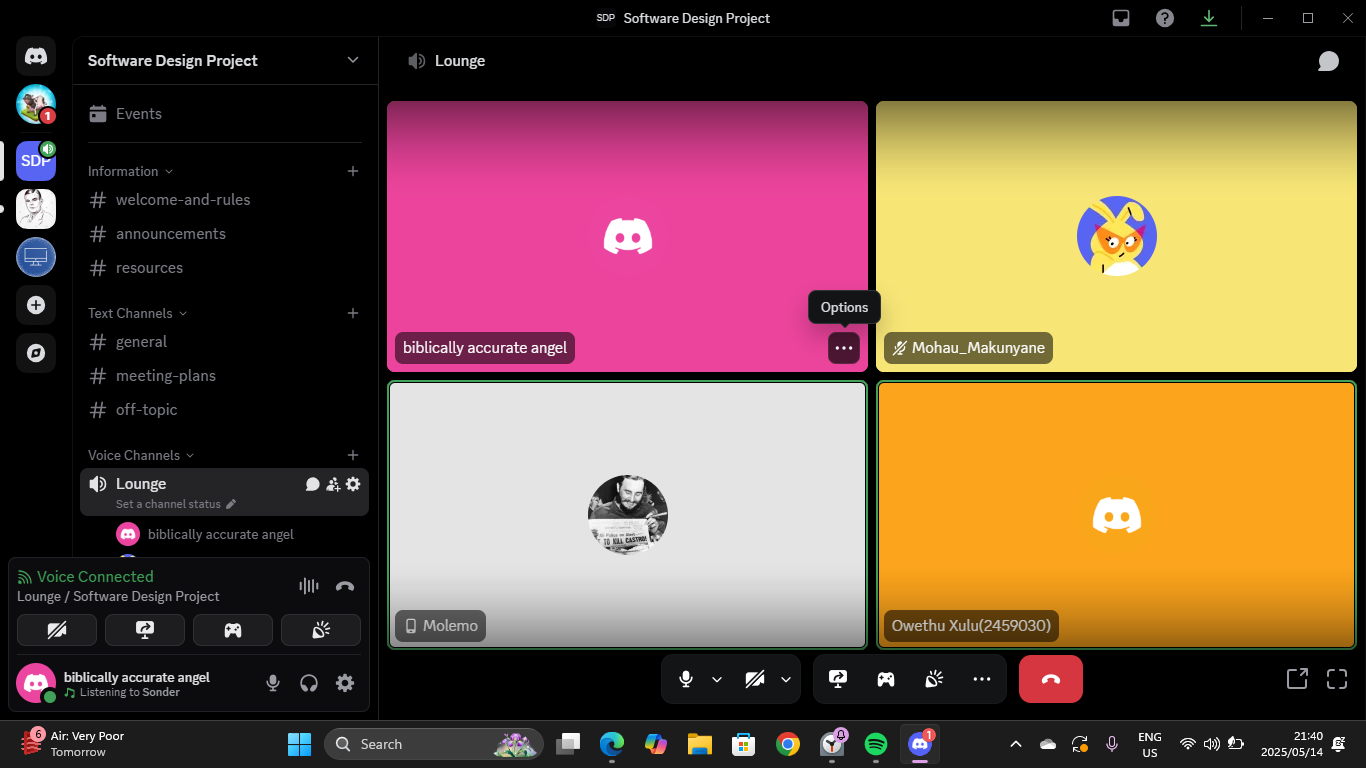 SDP Software Design Project
Software Design Project
Lounge
1
Events
SDP
Information
welcome-and-rules
announcements
resources
Text Channels
general
meeting-plans
off-topic
Voice Channels
Lounge
Set a channel status
biblically accurate angel
Options
biblically accurate angel
Mohau_Makunyane
TO KILL CASTRO!
Molemo
Owethu Xulu(2459030)
Voice Connected
Lounge / Software Design Project
biblically accurate angel
Listening to Sonder
6
Air: Very Poor
Tomorrow
Search
1
ENG
US
21:40
2025/05/14